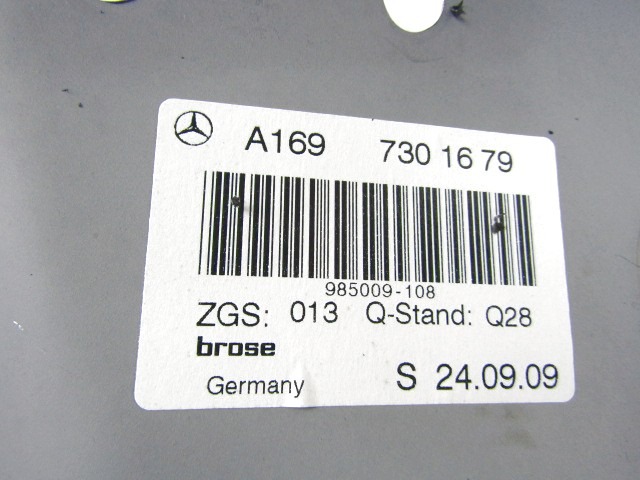 A169 730 16 79
985009-108
ZGS: 013 Q-Stand: Q28
brose
Germany S 24.09.09